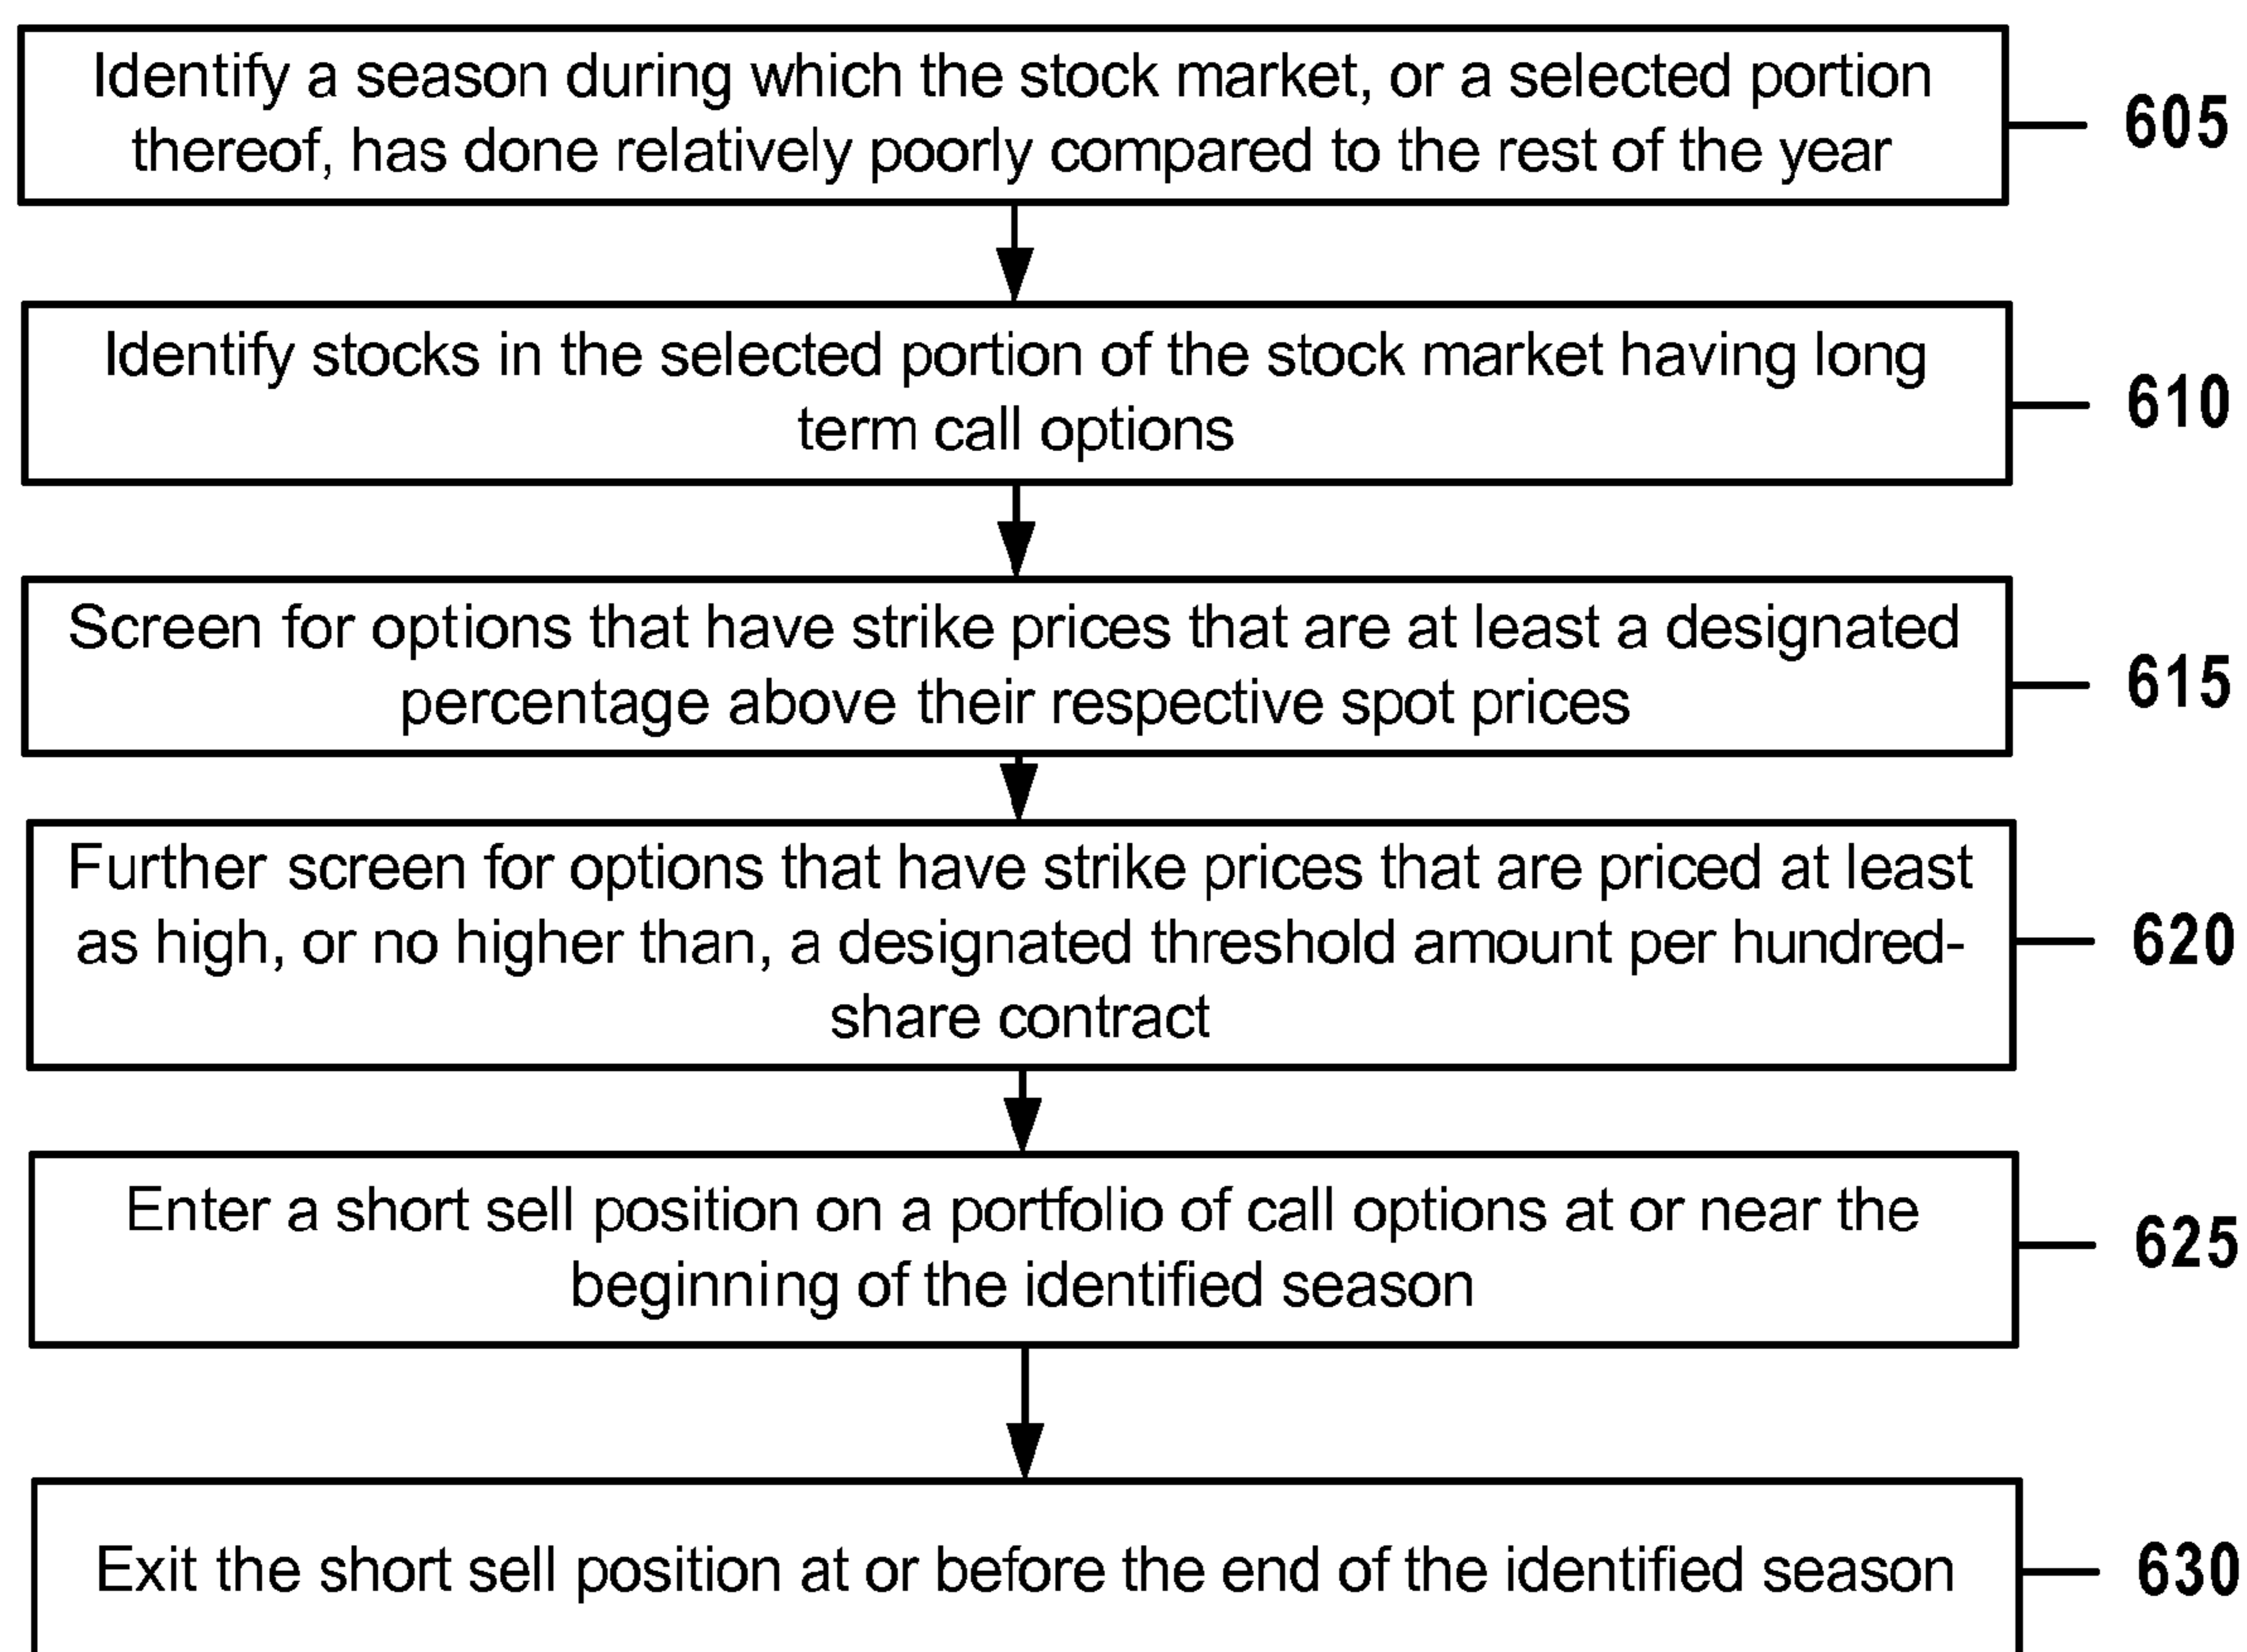 Identify a season during which the stock market, or a selected portion
thereof, has done relatively poorly compared to the rest of the year
605
Identify stocks in the selected portion of the stock market having long
term call options
610
Screen for options that have strike prices that are at least a designated
percentage above their respective spot prices
615
Further screen for options that have strike prices that are priced at least
as high, or no higher than, a designated threshold amount per hundred-
share contract
620
Enter a short sell position on a portfolio of call options at or near the
beginning of the identified season
625
Exit the short sell position at or before the end of the identified season
630